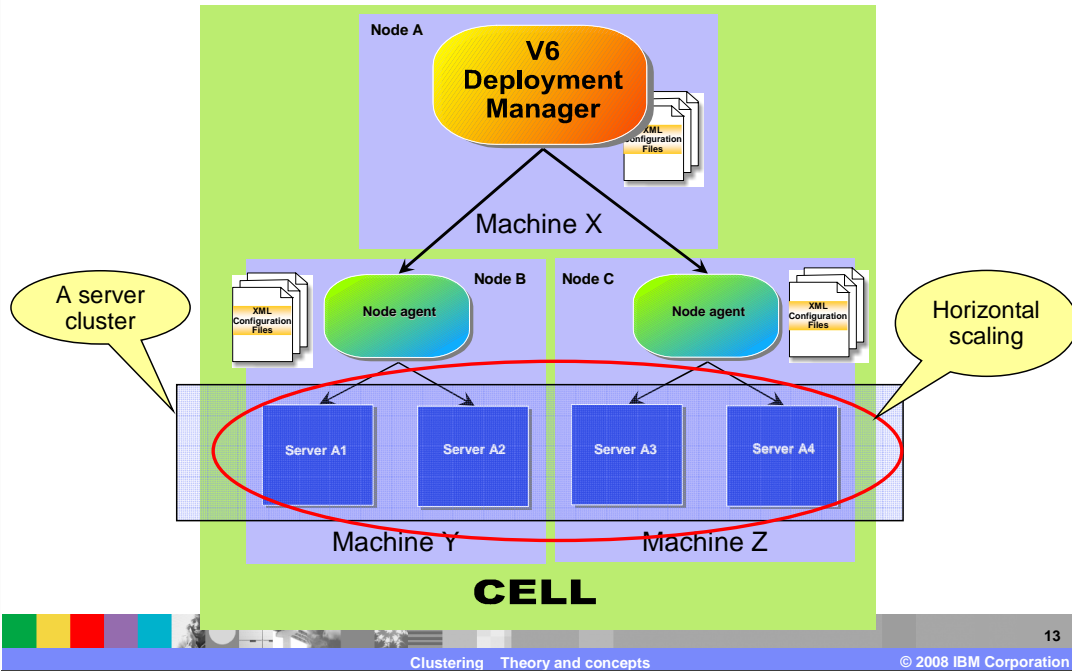 Node A
V6
Deployment
Manager
XML
Configuration
Files
Machine X
A server
cluster
XML
Configuration
Files
Node agent
Node B
Node C
Node agent
XML
Configuration
Files
Horizontal
scaling
Server A1
Server A2
Server A3
Server A4
Machine Y
Machine Z
CELL
13
Clustering Theory and concepts
© 2008 IBM Corporation